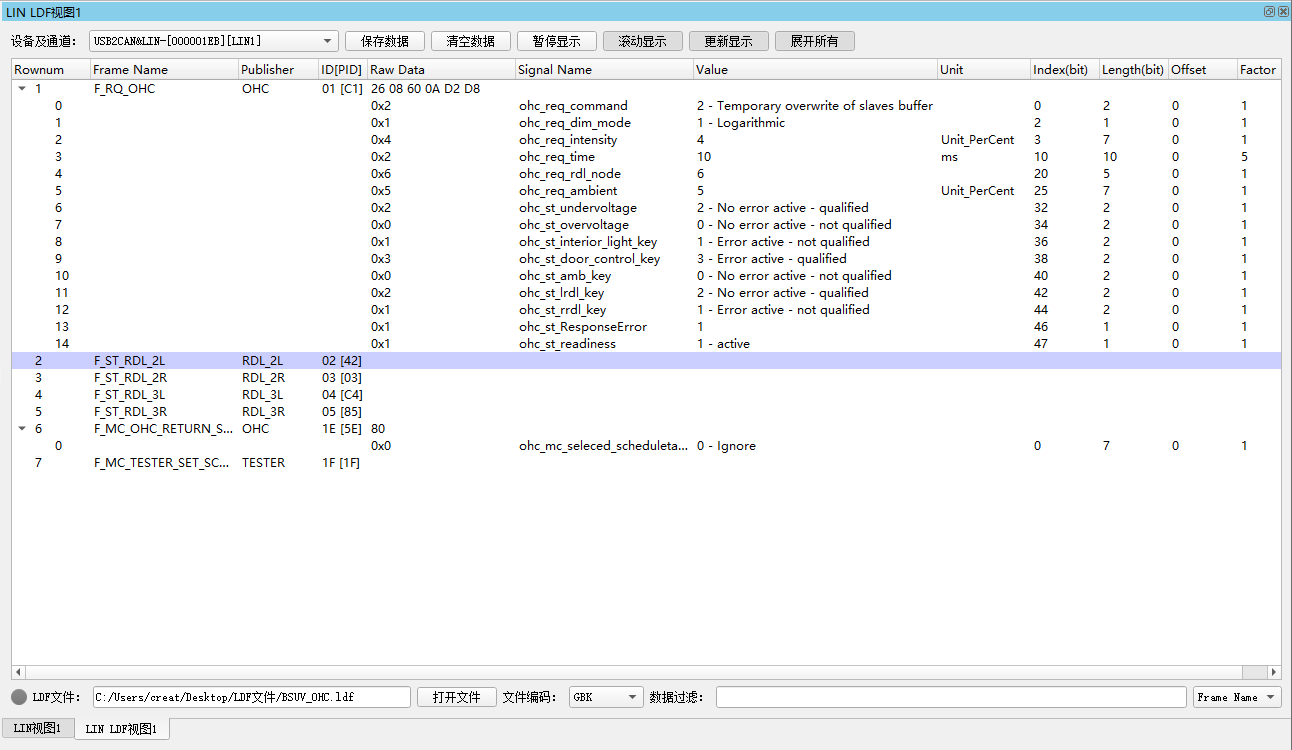 LIN LDF视图1
设备及通道: USB2CAN&LIN-[000001EB][LIN1] 保存数据 清空数据 暂停显示 滚动显示 更新显示 展开所有
Rownum Frame Name Publisher ID[PID] Raw Data Signal Name Value Unit Index(bit) Length(bit) Offset Factor
1 F_RQ_OHC OHC 01 [C1] 26 08 60 0A D2 D8
0 0x2 ohc_req_command 2 - Temporary overwrite of slaves buffer 0 2 0 1
1 0x1 ohc_req_dim_mode 1 - Logarithmic 2 1 0 1
2 0x4 ohc_req_intensity 4 Unit_PerCent 3 7 0 1
3 0x2 ohc_req_time 10 ms 10 10 0 5
4 0x6 ohc_req_rdl_node 6 20 5 0 1
5 0x5 ohc_req_ambient 5 Unit_PerCent 25 7 0 1
6 0x2 ohc_st_undervoltage 2 - No error active - qualified 32 2 0 1
7 0x0 ohc_st_overvoltage 0 - No error active - not qualified 34 2 0 1
8 0x1 ohc_st_interior_light_key 1 - Error active - not qualified 36 2 0 1
9 0x3 ohc_st_door_control_key 3 - Error active - qualified 38 2 0 1
10 0x0 ohc_st_amb_key 0 - No error active - not qualified 40 2 0 1
11 0x2 ohc_st_lrdl_key 2 - No error active - qualified 42 2 0 1
12 0x1 ohc_st_rrdl_key 1 - Error active - not qualified 44 2 0 1
13 0x1 ohc_st_ResponseError 1 46 1 0 1
14 0x1 ohc_st_readiness 1 - active 47 1 0 1
2 F_ST_RDL_2L RDL_2L 02 [42]
3 F_ST_RDL_2R RDL_2R 03 [03]
4 F_ST_RDL_3L RDL_3L 04 [C4]
5 F_ST_RDL_3R RDL_3R 05 [85]
6 F_MC_OHC_RETURN_S... OHC 1E [5E] 80
0 0x0 ohc_mc_seleced_scheduleta... 0 - Ignore 0 7 0 1
7 F_MC_TESTER_SET_SC... TESTER 1F [1F]
LDF文件: C:/Users/creat/Desktop/LDF文件/BSUV_OHC.ldf 打开文件 文件编码: GBK 数据过滤: Frame Name
LIN视图1 LIN LDF视图1